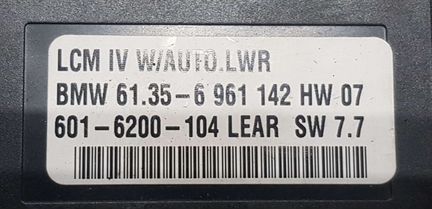 LCM IV W/AUTO.LWR
BMW 61.35-6 961 142 HW 07
601-6200-104 LEAR SW 7.7